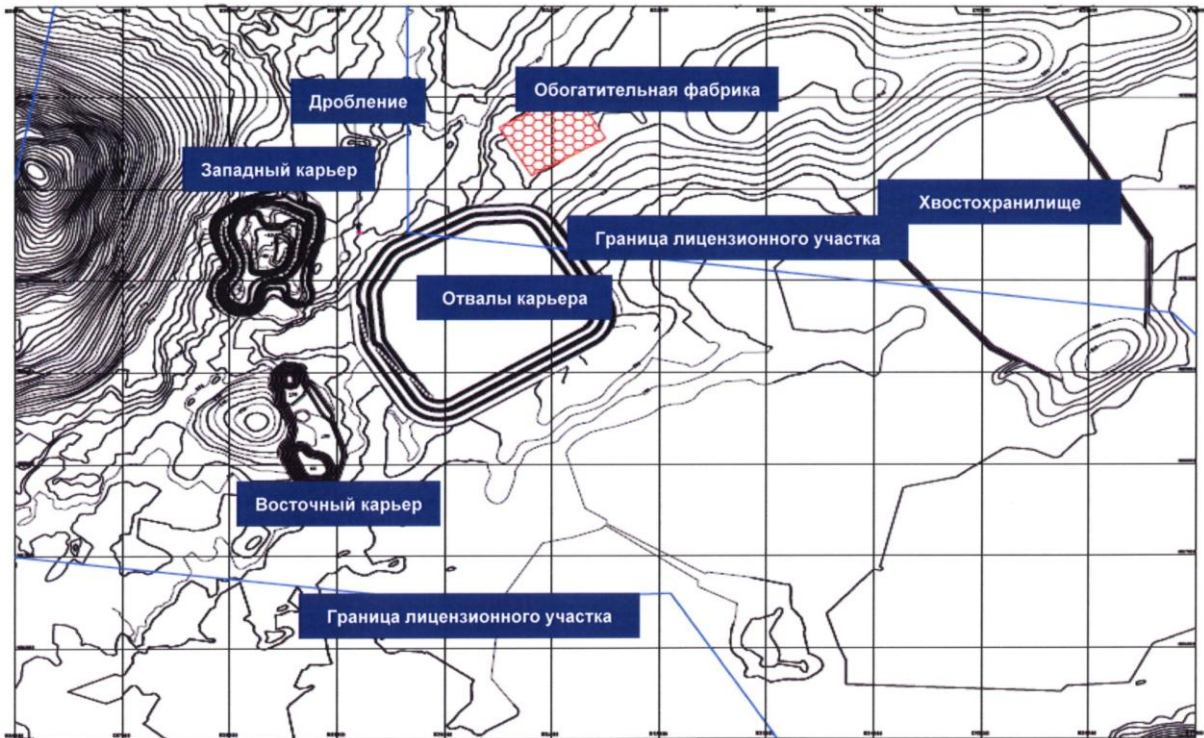 Дробление
Обогатительная фабрика
Западный карьер
Хвостохранилище
Граница лицензионного участка
Отвалы карьера
Восточный карьер
Граница лицензионного участка